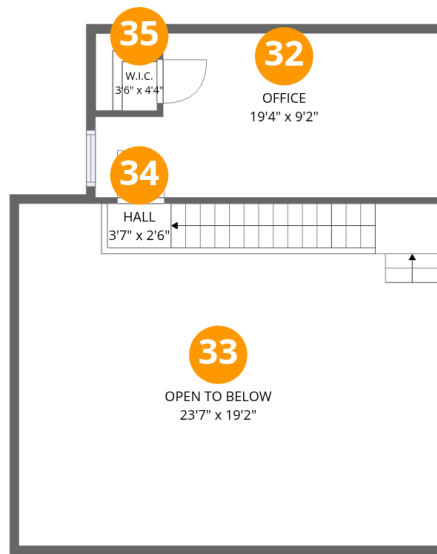 35
W.I.C.
3'6" x 4'4"
32
OFFICE
19'4" x 9'2"
34
HALL
3'7" x 2'6"
33
OPEN TO BELOW
23'7" x 19'2"